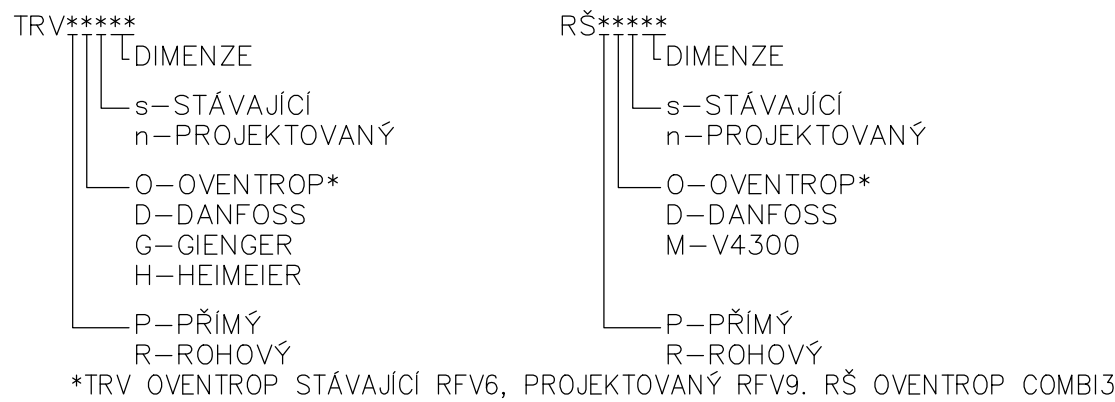 TRV*****
DIMENZE
s-STÁVAJÍCÍ
n-PROJEKTOVANÝ
O-OVENTROP*
D-DANFOSS
G-GIENGER
H-HEIMEIER
P-PŘÍMÝ
R-ROHOVÝ
RŠ*****
DIMENZE
s-STÁVAJÍCÍ
n-PROJEKTOVANÝ
O-OVENTROP*
D-DANFOSS
M-V4300
P-PŘÍMÝ
R-ROHOVÝ
*TRV OVENTROP STÁVAJÍCÍ RFV6, PROJEKTOVANÝ RFV9. RŠ OVENTROP COMBI3